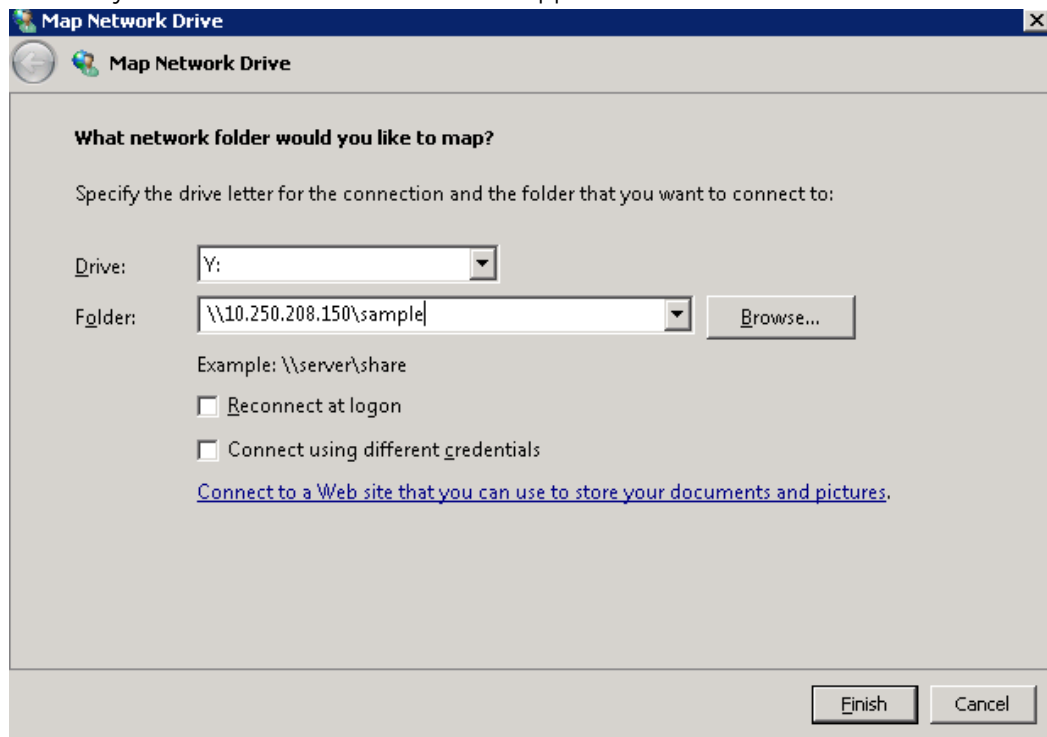 Map Network Drive
Map Network Drive
What network folder would you like to map?
Specify the drive letter for the connection and the folder that you want to connect to:
Drive: Y:
Folder: \\10.250.208.150\sample Browse...
Example: \\server\share
Reconnect at logon
Connect using different credentials
Connect to a Web site that you can use to store your documents and pictures.
Finish Cancel